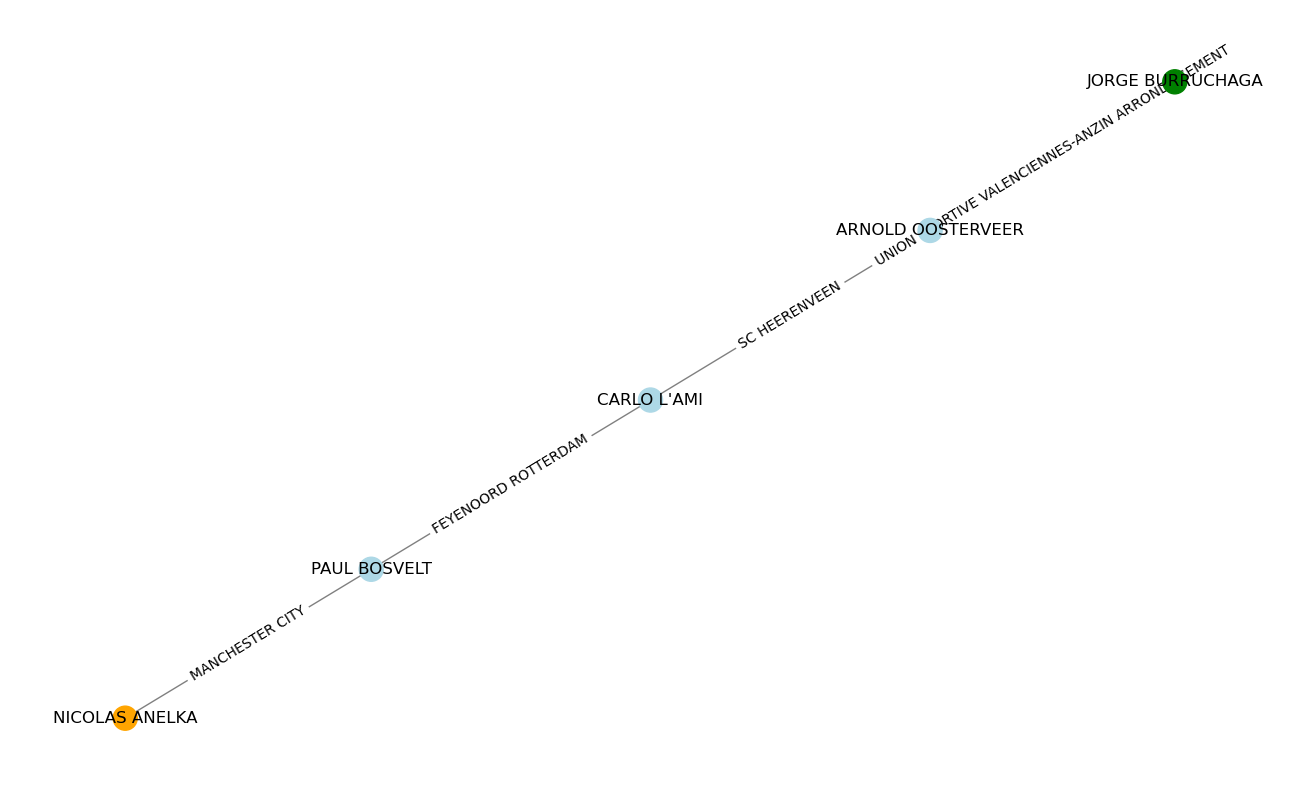 JORGE BURRUCHAGA
UNION SPORTIVE VALENCIENNES-ANZIN ARRONDISSEMENT
ARNOLD OOSTERVEER
SC HEERENVEEN
CARLO L'AMI
FEYENOORD ROTTERDAM
PAUL BOSVELT
MANCHESTER CITY
NICOLAS ANELKA